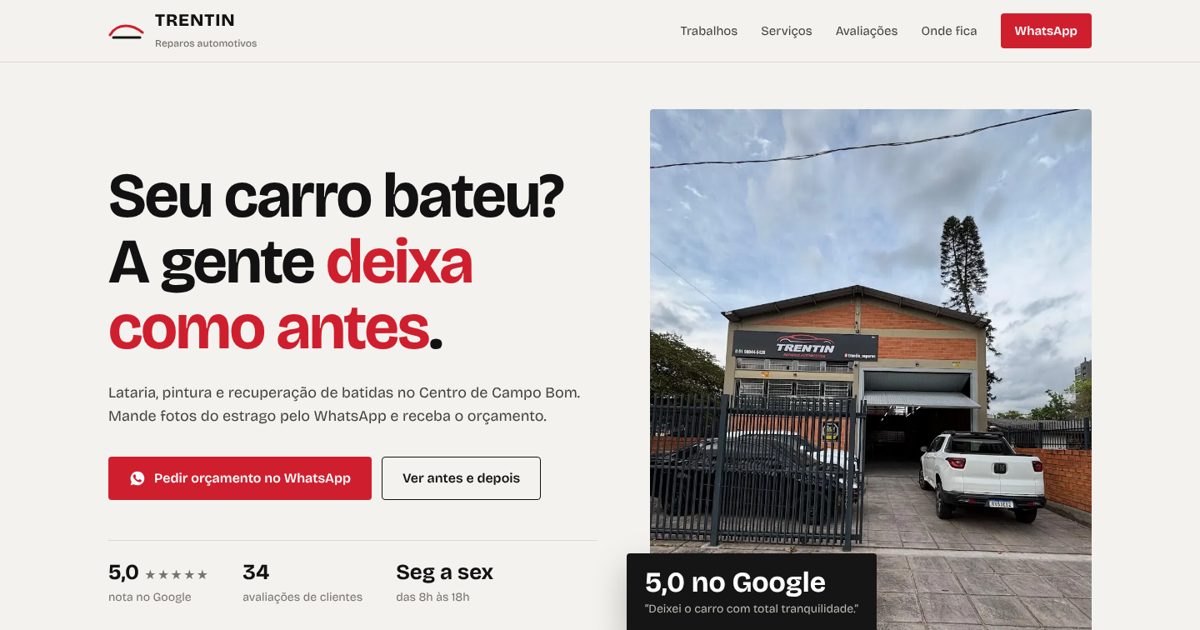 TRENTIN
Reparos automotivos
Trabalhos
Serviços
Avaliações
Onde fica
WhatsApp
Seu carro bateu?
A gente deixa
como antes.
Lataria, pintura e recuperação de batidas no Centro de Campo Bom.
Mande fotos do estrago pelo WhatsApp e receba o orçamento.
Pedir orçamento no WhatsApp
Ver antes e depois
5,0 ★★★★★
nota no Google
34
avaliações de clientes
Seg a sex
das 8h às 18h
TRENTIN
5,0 no Google
"Deixei o carro com total tranquilidade."